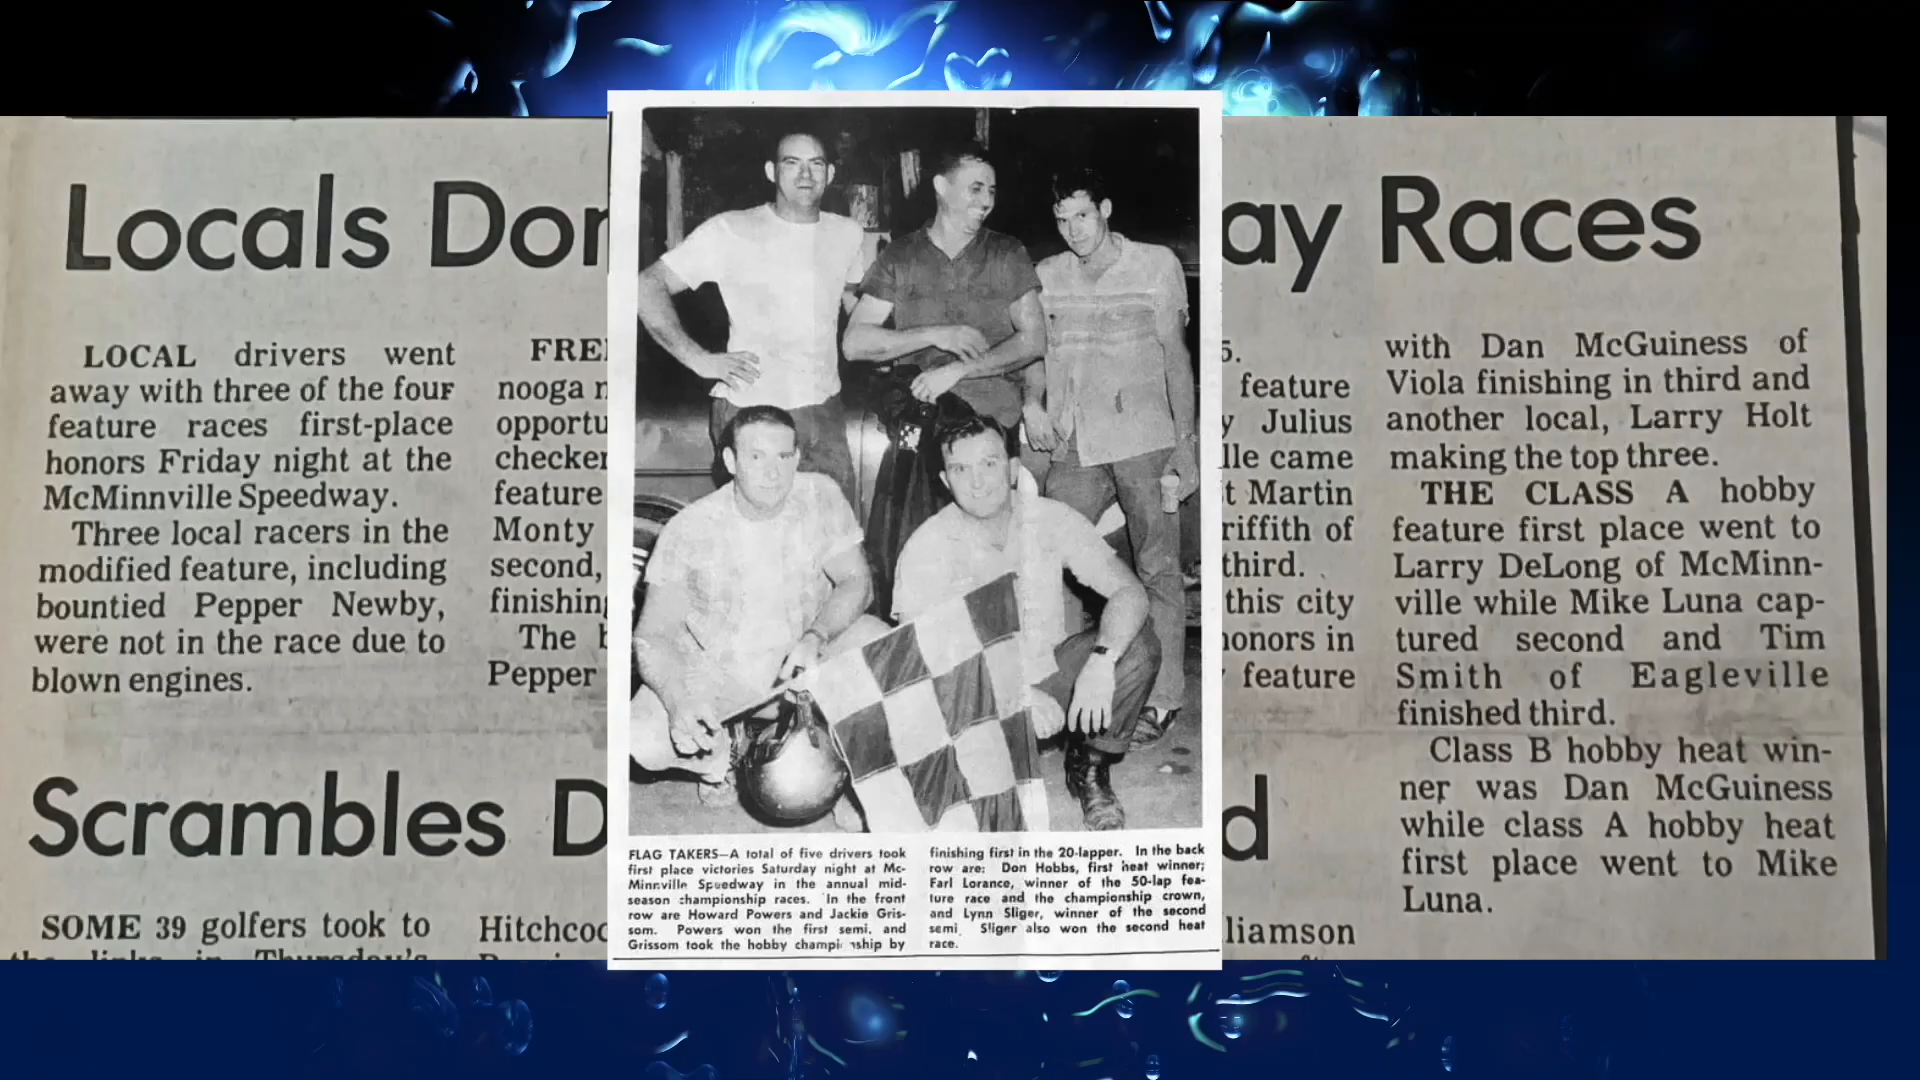 Locals Dom
ay Races
LOCAL drivers went
away with three of the four
feature races first-place
honors Friday night at the
McMinnville Speedway.
Three local racers in the
modified feature, including
bountied Pepper Newby,
were not in the race due to
blown engines.
nooga
feature
Monty
second,
finishing
The
Pepper
5.
feature
Julius
came
Martin
of
third.
this city
honors in
feature
with Dan McGuiness of
Viola finishing in third and
another local, Larry Holt
making the top three.
THE CLASS A hobby
feature first place went to
Larry DeLong of McMinn-
ville while Mike Luna cap-
tured second and Tim
Smith of Eagleville
finished third.
Class B hobby heat win-
ner was Dan McGuiness
while class A hobby heat
first place went to Mike
Luna.
Scrambles D
d
SOME 39 golfers took to
the links in Thursday's
Hitchcoc
liamson
FLAG TAKERS—A total of five drivers took
first place victories Saturday night at Mc-
Minnville Speedway in the annual mid-
season championship races. In the front
row are Howard Powers and Jackie Gris-
som. Powers won the first semi, and
Grissom took the hobby championship by
finishing first in the 20-lapper. In the back
row are: Don Hobbs, first heat winner;
Earl Lorance, winner of the 50-lap fea-
ture race and the championship crown,
and Lynn Sliger, winner of the second
semi. Sliger also won the second heat
race.